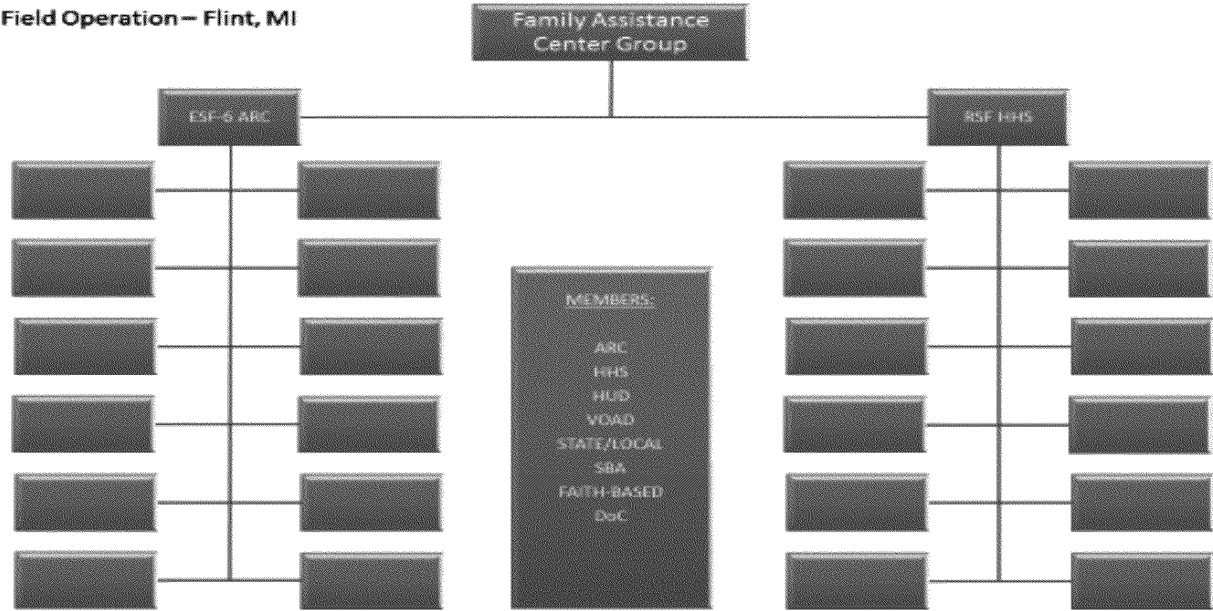 Field Operation – Flint, MI
Family Assistance
Center Group
ESF-6 ARC
RSF HHS
MEMBERS:
ARC
HHS
HUD
VOAD
STATE/LOCAL
SBA
FAITH-BASED
DoC